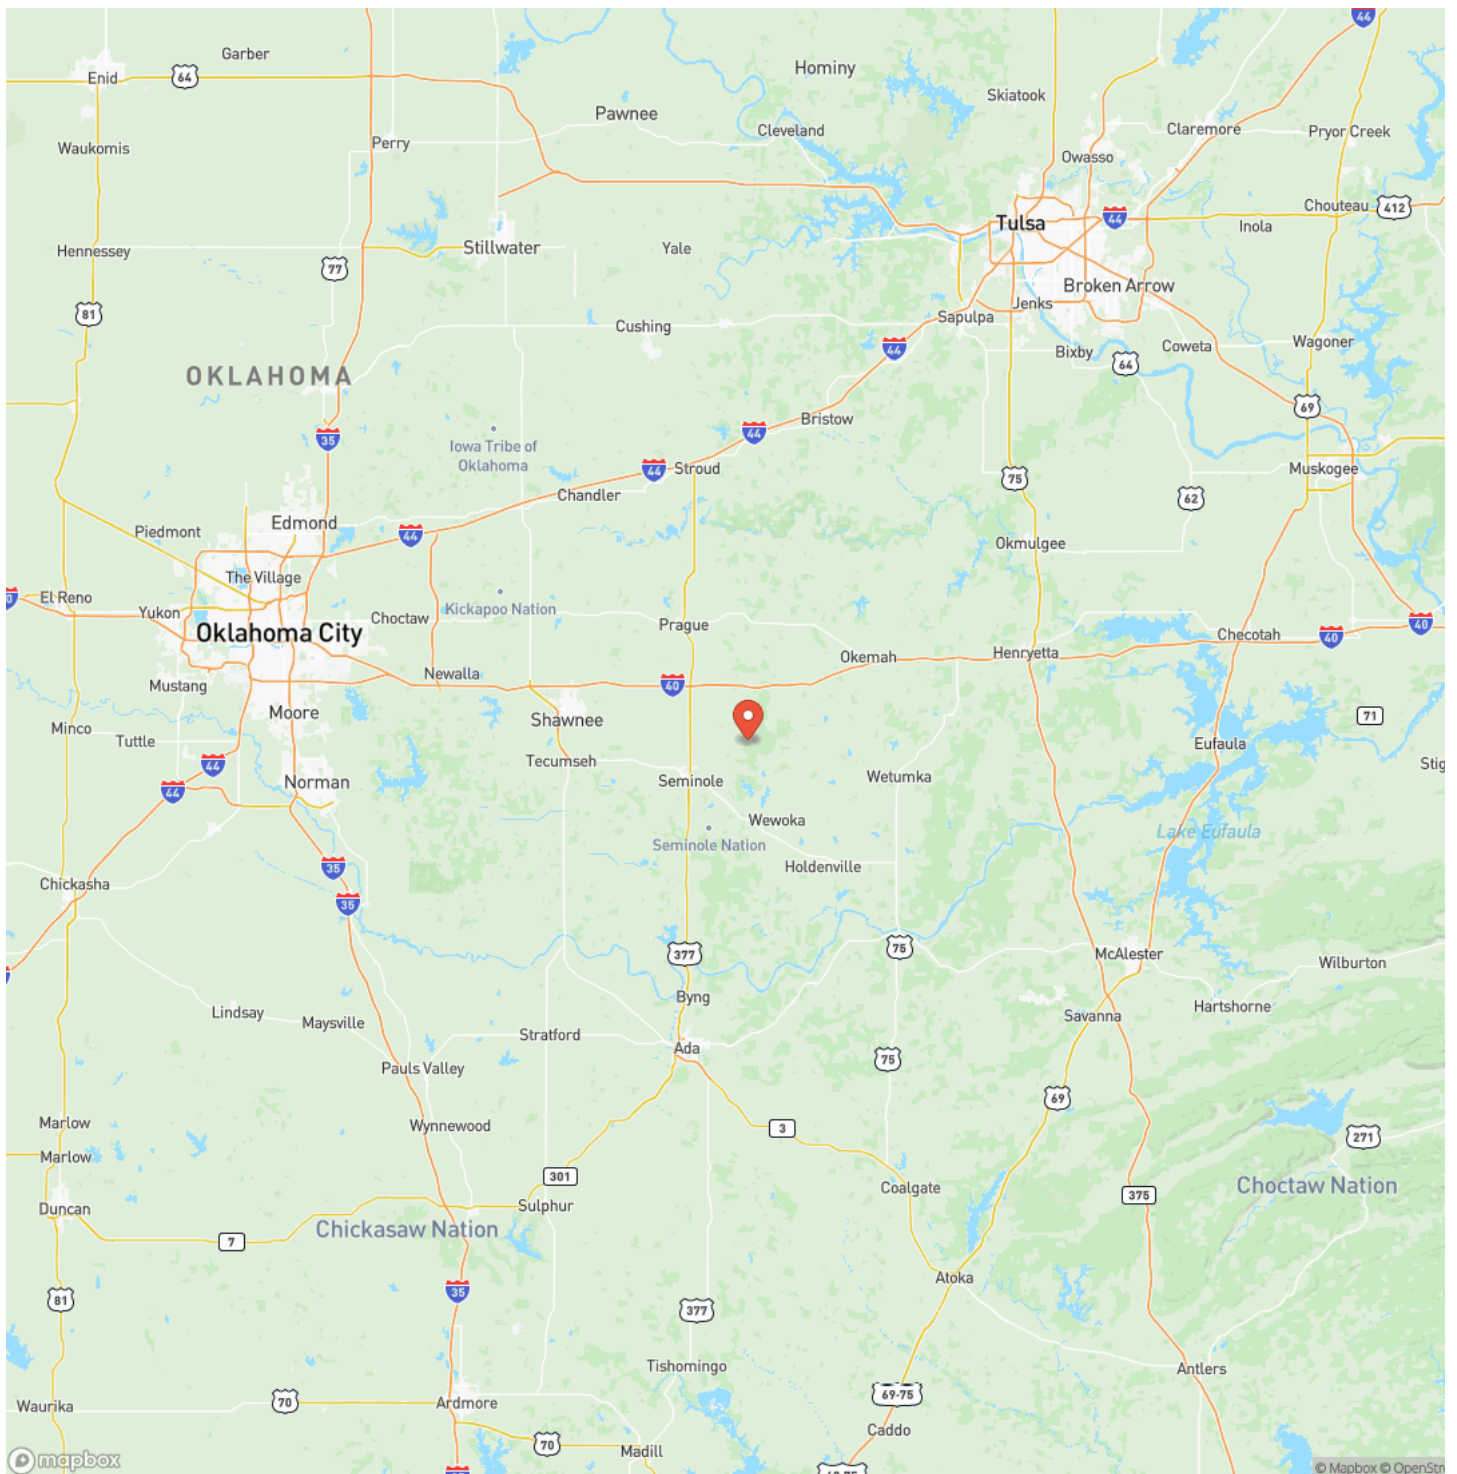 44
Garber
Hominy
Enid
64
Skiatook
Pawnee
Cleveland
Claremore
Pryor Creek
Perry
Waukomis
Owasso
Chouteau
412
44
Tulsa
Inola
Hennessey
Stillwater
Yale
77
Broken Arrow
Jenks
81
Sapulpa
Cushing
Wagoner
44
Bixby
Coweta
64
OKLAHOMA
69
Bristow
44
35
Iowa Tribe of
Oklahoma
44
Stroud
Muskogee
75
Chandler
62
Edmond
Piedmont
44
Okmulgee
The Village
El Reno
Kickapoo Nation
Yukon
Choctaw
Prague
40
Oklahoma City
Checotah
40
Henryetta
Okemah
Newalla
Mustang
40
Moore
Shawnee
71
Minco
Tuttle
Eufaula
Tecumseh
44
Stig
Norman
Seminole
Wetumka
44
Wewoka
Lake Eufaula
Seminole Nation
35
Holdenville
Chickasha
35
377
75
McAlester
Wilburton
Byng
Hartshorne
Lindsay
Maysville
Savanna
Stratford
Ada
75
Pauls Valley
69
Marlow
Wynnewood
3
271
Marlow
301
Choctaw Nation
Coalgate
375
Duncan
Sulphur
Chickasaw Nation
7
Atoka
35
81
377
Tishomingo
Antlers
69-75
Waurika
70
Ardmore
Caddo
70
Madill
mapbox
© Mapbox © OpenStre